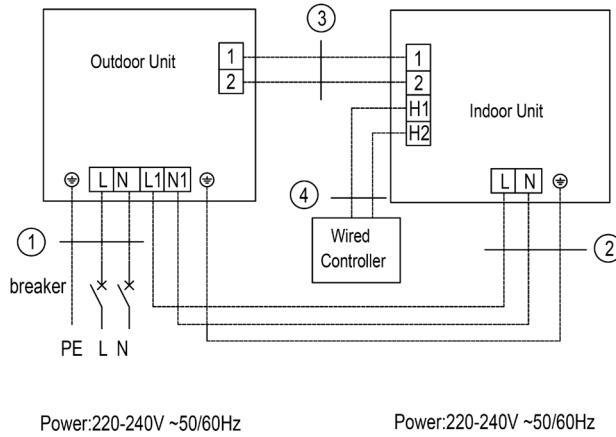 3
Outdoor Unit
1
2
1
2
H1
H2
Indoor Unit
L N L1 N1
L N
4
Wired
Controller
1
2
breaker
PE L N
Power:220-240V ~50/60Hz
Power:220-240V ~50/60Hz